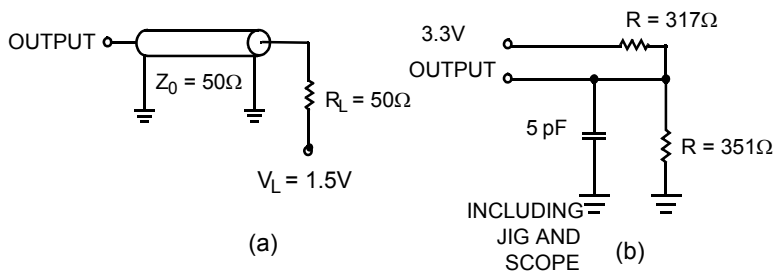 OUTPUT
Z0 = 50Ω
RL = 50Ω
VL = 1.5V
(a)
R = 317Ω
3.3V
OUTPUT
5 pF
R = 351Ω
INCLUDING
JIG AND
SCOPE
(b)